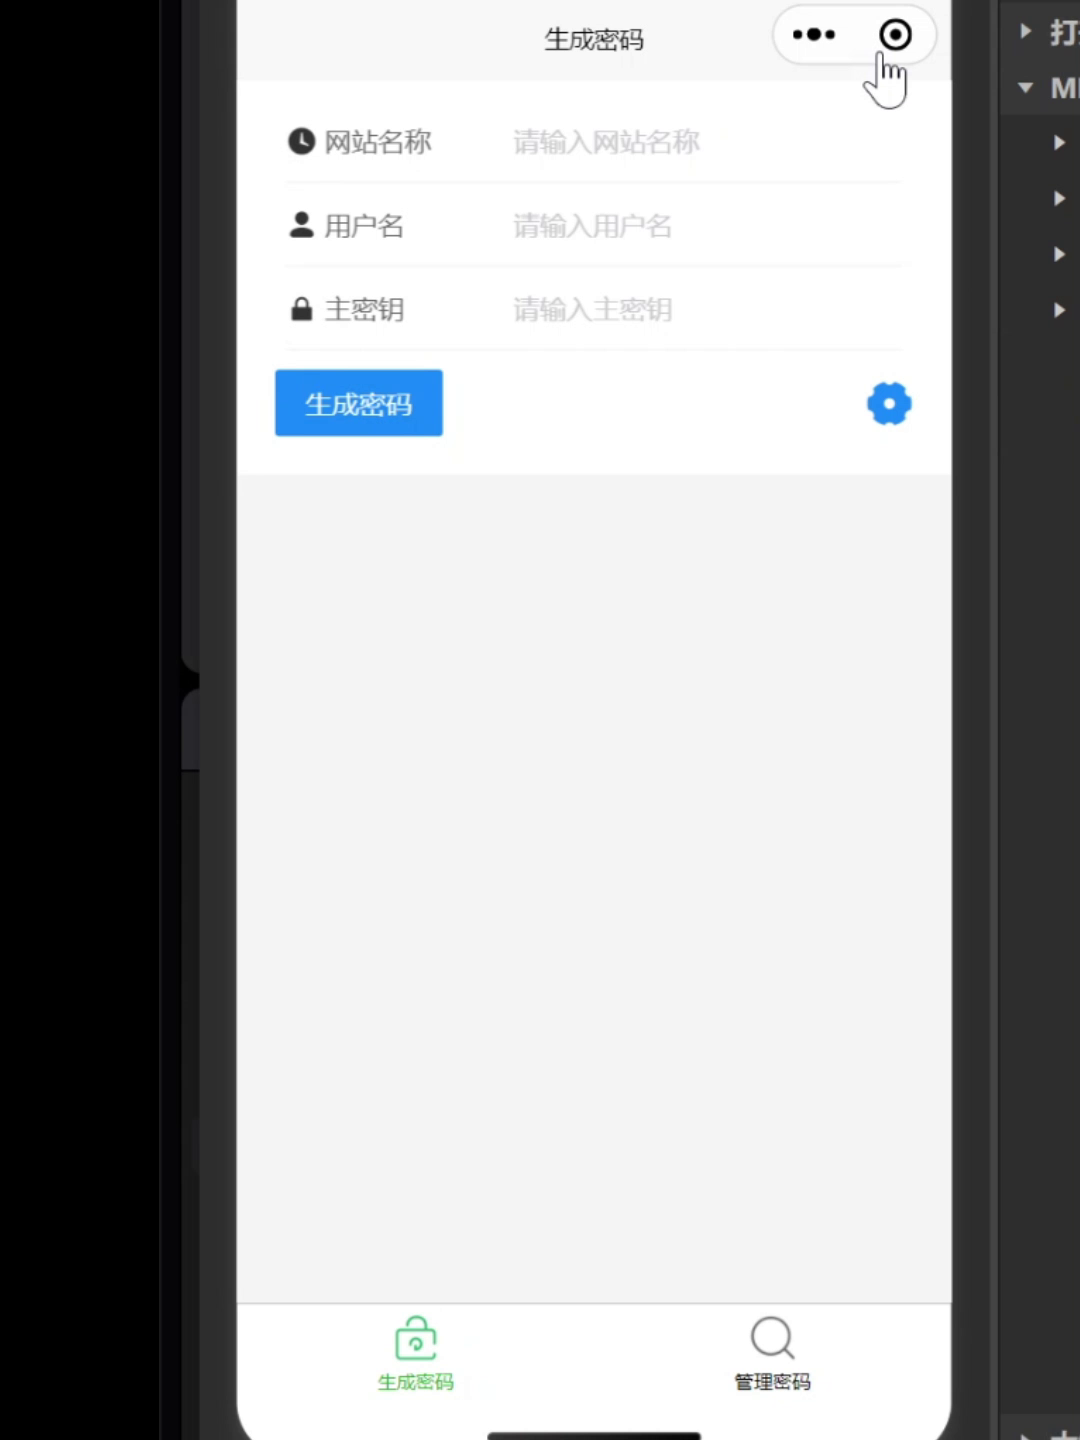 生成密码
网站名称 请输入网站名称
用户名 请输入用户名
主密钥 请输入主密钥
生成密码
生成密码 管理密码